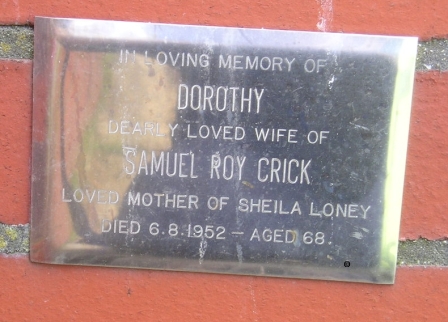 IN LOVING MEMORY OF
DOROTHY
DEARLY LOVED WIFE OF
SAMUEL ROY CRICK
LOVED MOTHER OF SHEILA LONEY
DIED 6.8.1952 — AGED 68.